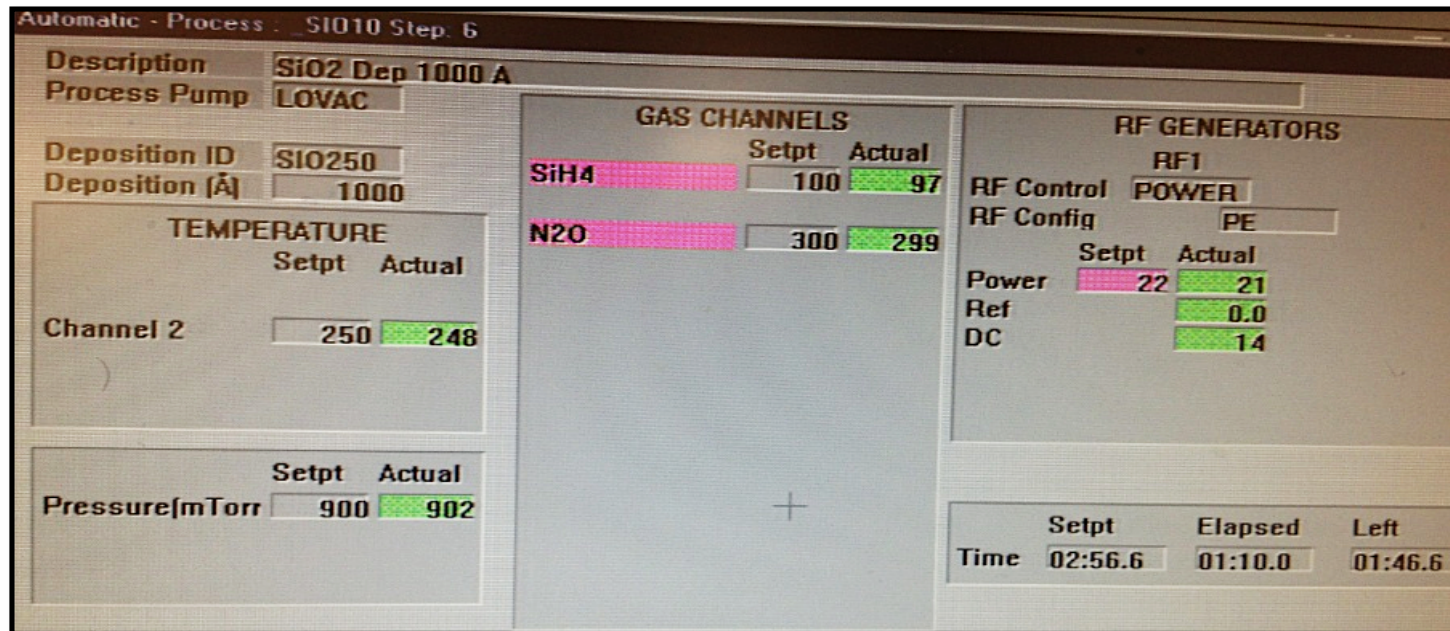 Automatic - Process : _SIO10 Step: 6
Description SiO2 Dep 1000 A
Process Pump LOVAC
Deposition ID SIO250
Deposition [Å] 1000
TEMPERATURE
Setpt Actual
Channel 2 250 248
Setpt Actual
Pressure[mTorr 900 902
GAS CHANNELS
Setpt Actual
SiH4 100 97
N2O 300 299
RF GENERATORS
RF1
RF Control POWER
RF Config PE
Setpt Actual
Power 22 21
Ref 0.0
DC 14
Setpt Elapsed Left
Time 02:56.6 01:10.0 01:46.6